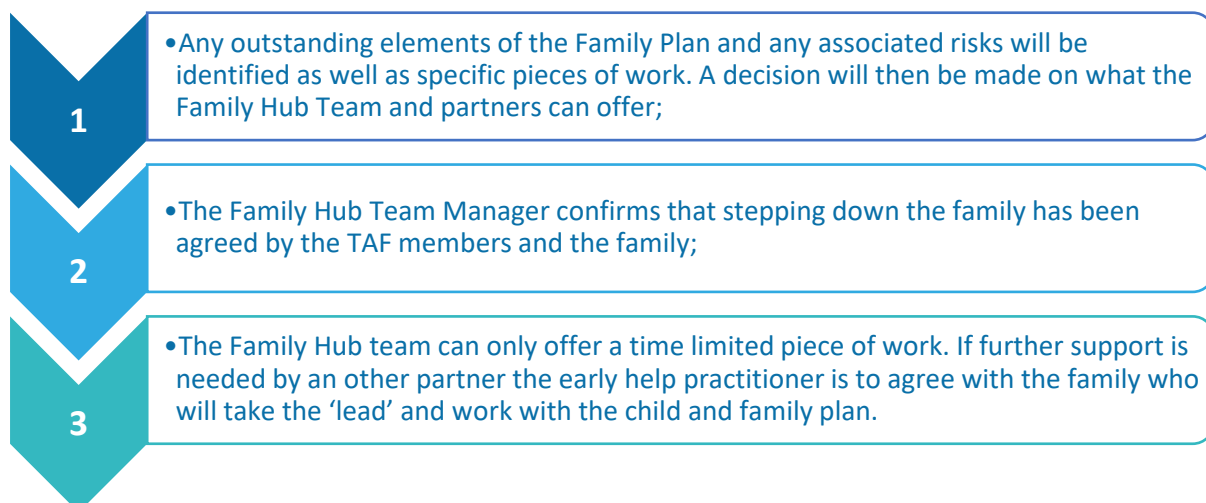 1
•Any outstanding elements of the Family Plan and any associated risks will be
identified as well as specific pieces of work. A decision will then be made on what the
Family Hub Team and partners can offer;
2
•The Family Hub Team Manager confirms that stepping down the family has been
agreed by the TAF members and the family;
3
•The Family Hub team can only offer a time limited piece of work. If further support is
needed by an other partner the early help practitioner is to agree with the family who
will take the ‘lead’ and work with the child and family plan.